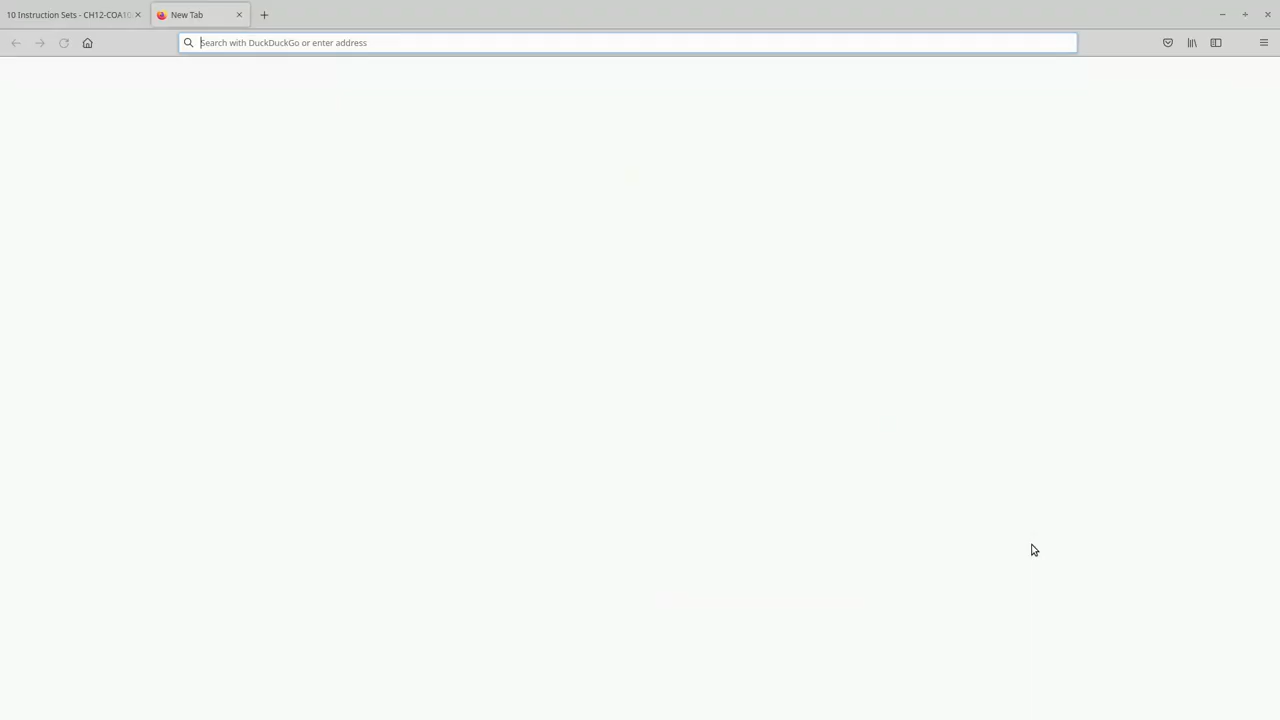 10 Instruction Sets - CH12-COA10
New Tab
Search with DuckDuckGo or enter address